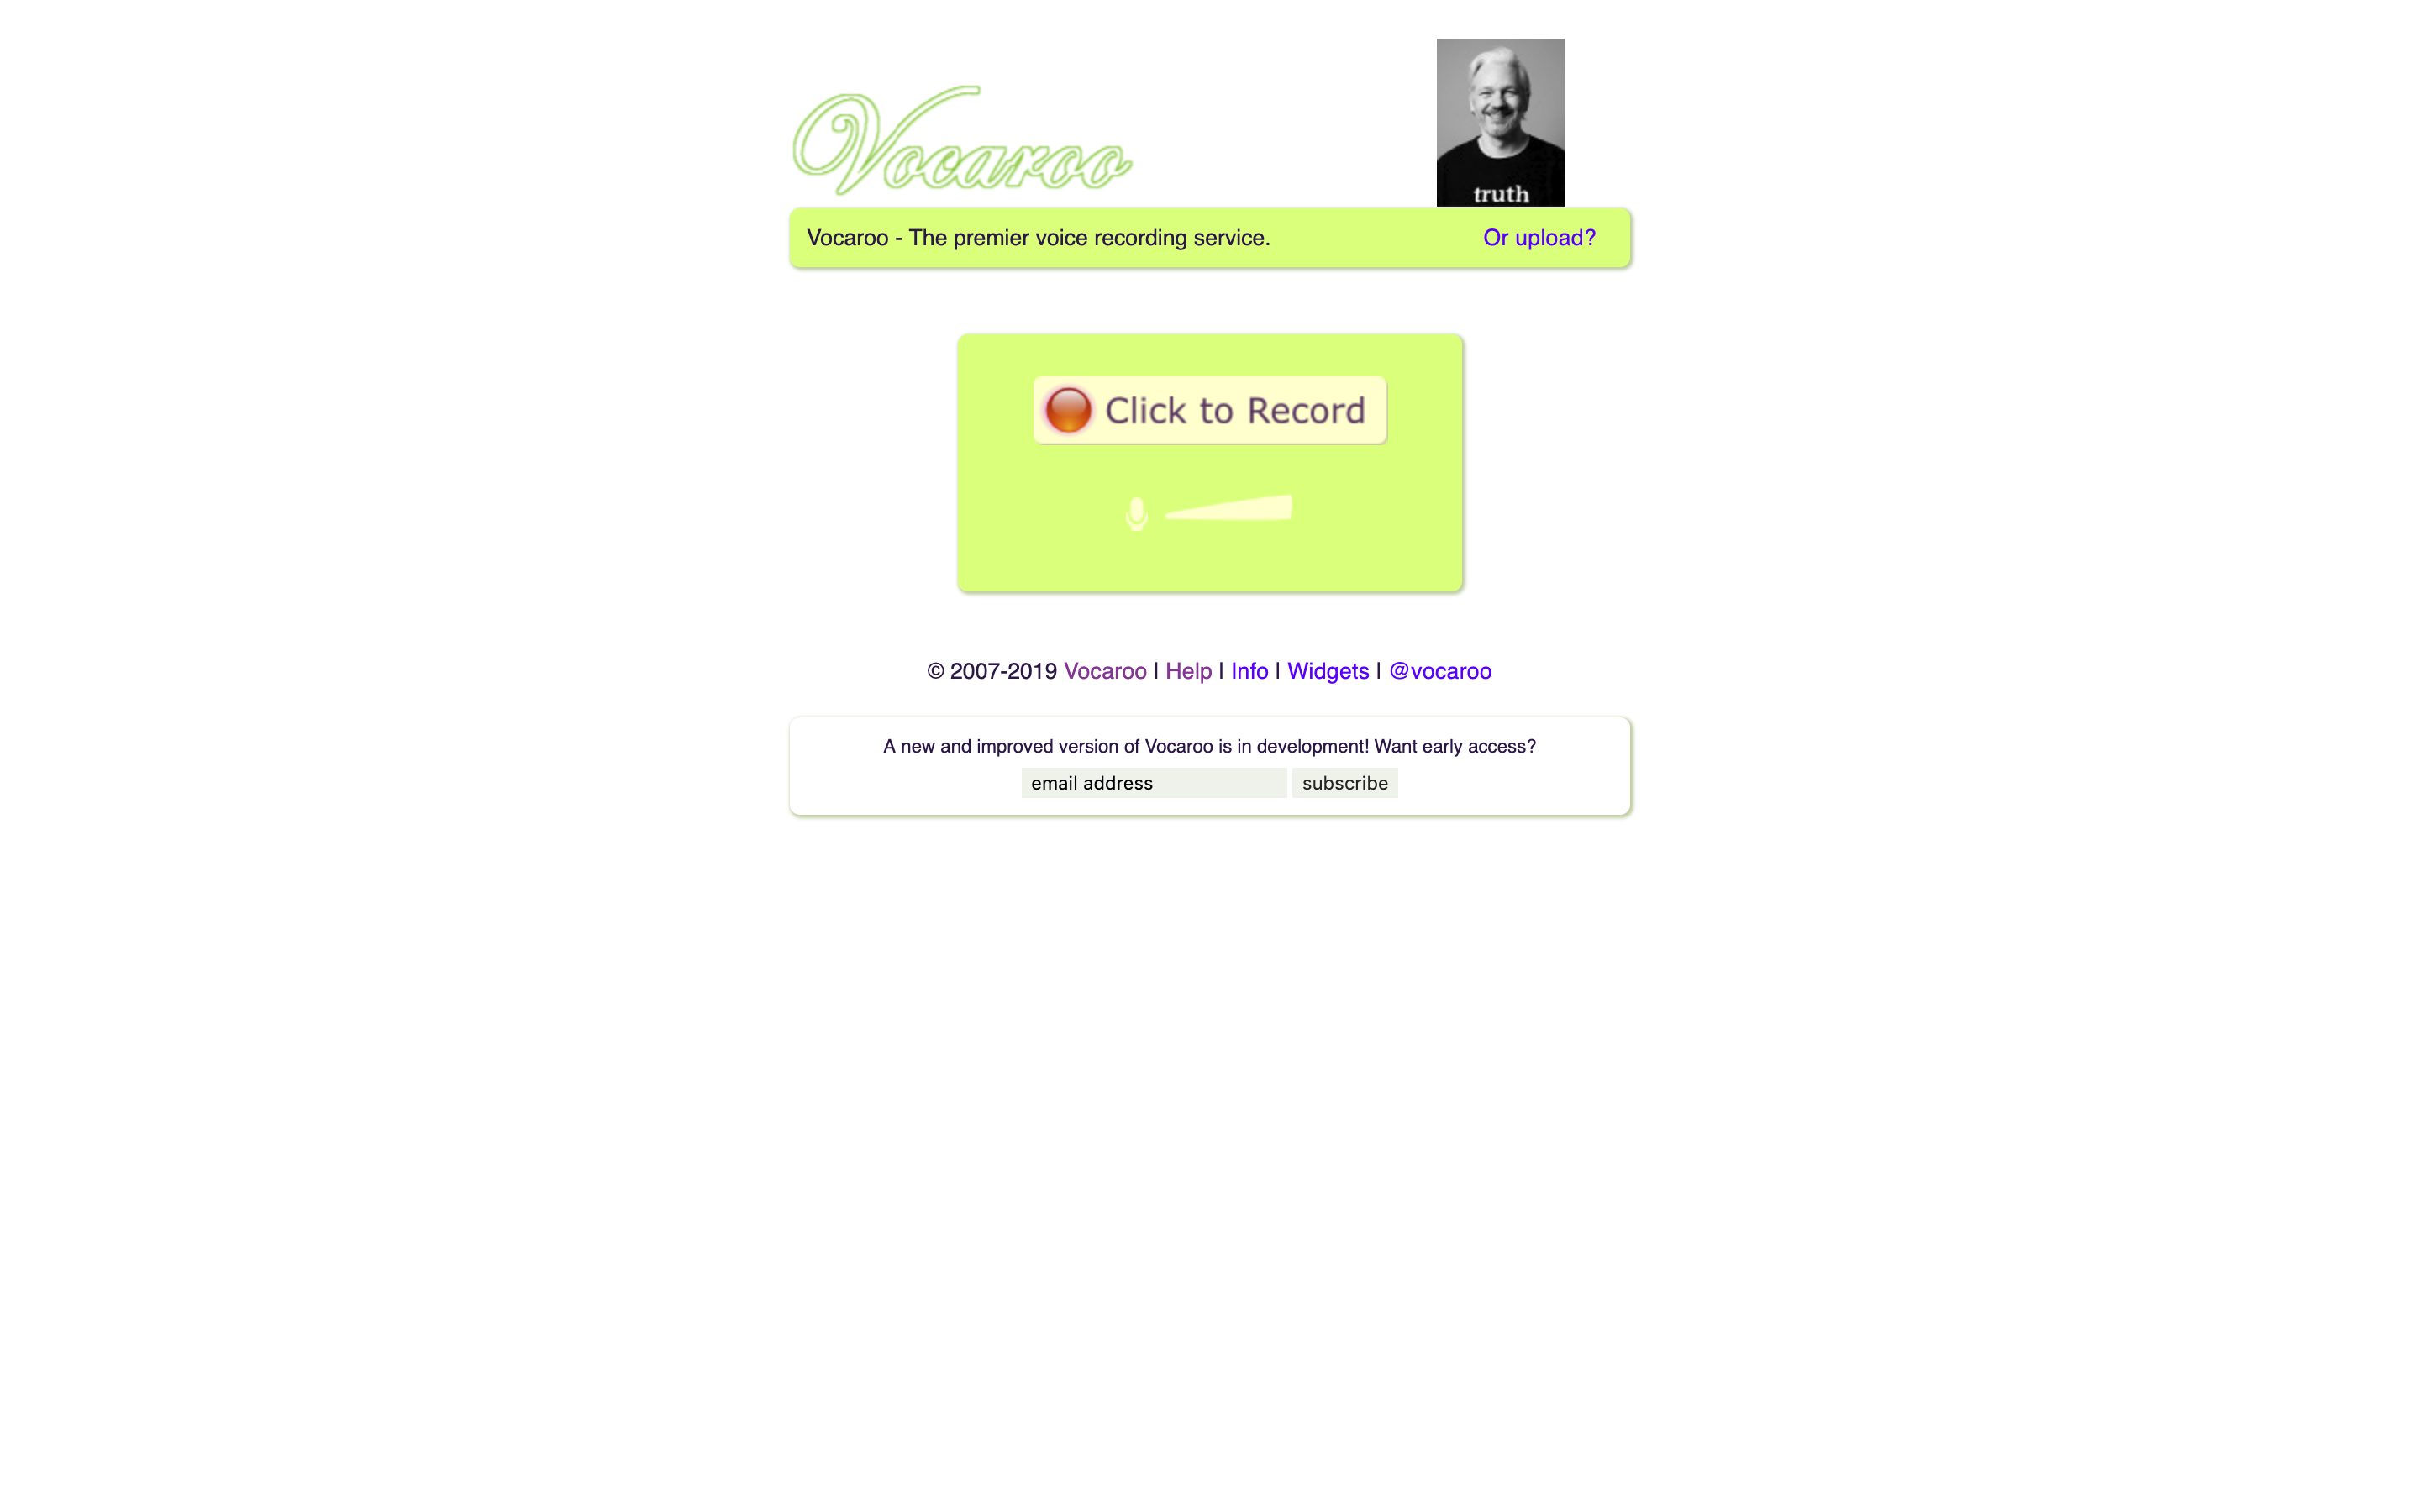 Vocaroo
truth
Vocaroo - The premier voice recording service.
Or upload?
Click to Record
© 2007-2019 Vocaroo | Help | Info | Widgets | @vocaroo
A new and improved version of Vocaroo is in development! Want early access?
email address
subscribe